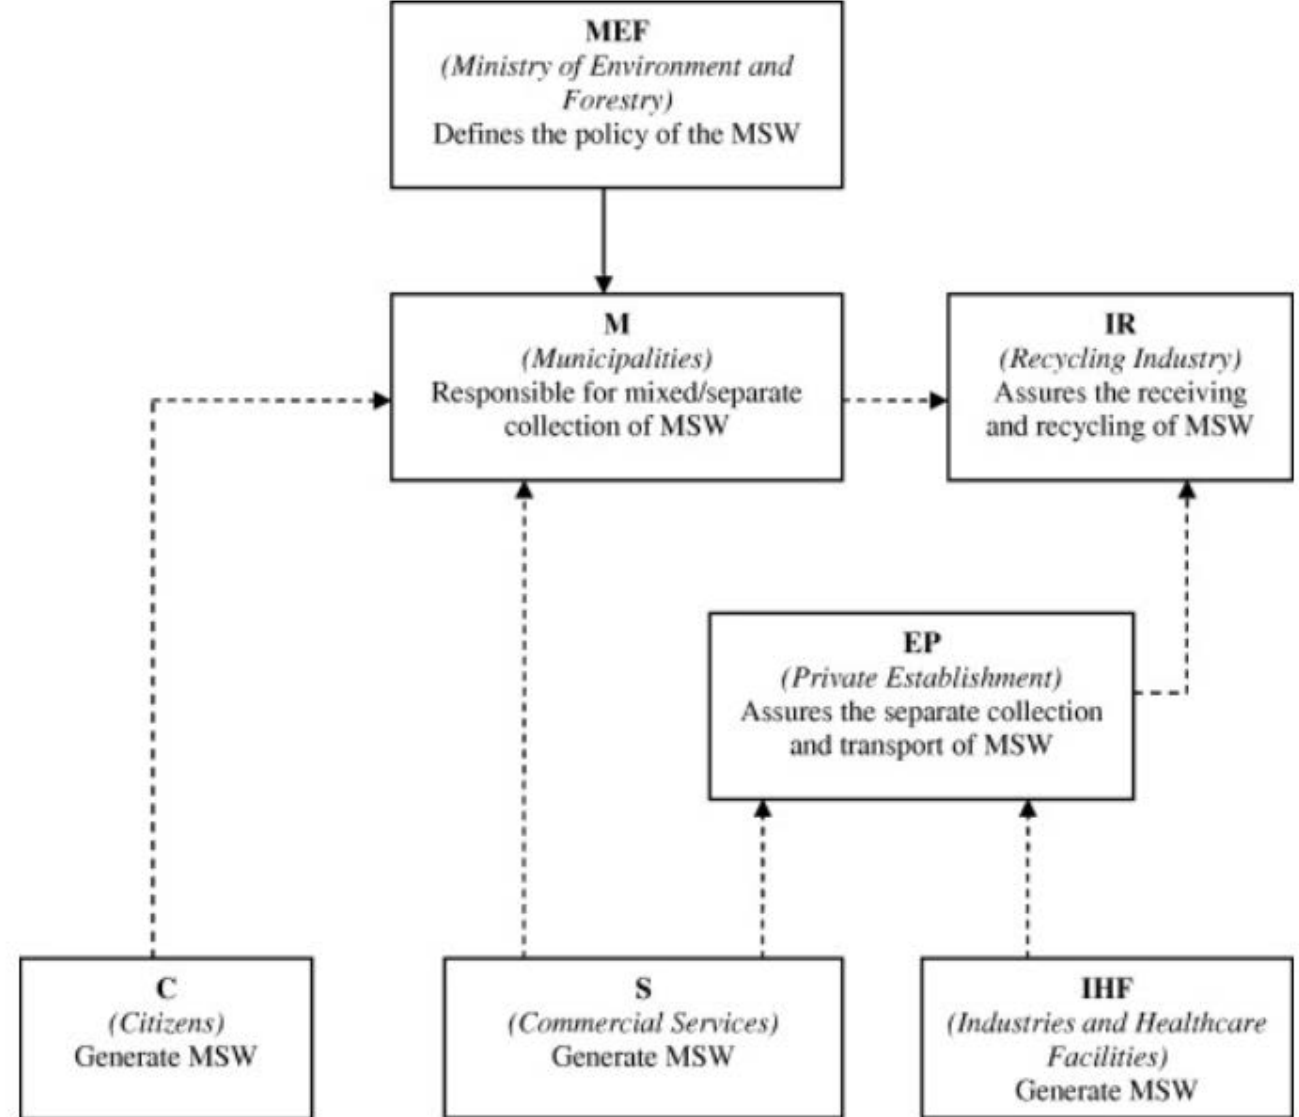 MEF
(Ministry of Environment and
Forestry)
Defines the policy of the MSW
M
(Municipalities)
Responsible for mixed/separate
collection of MSW
IR
(Recycling Industry)
Assures the receiving
and recycling of MSW
EP
(Private Establishment)
Assures the separate collection
and transport of MSW
C
(Citizens)
Generate MSW
S
(Commercial Services)
Generate MSW
IHF
(Industries and Healthcare
Facilities)
Generate MSW